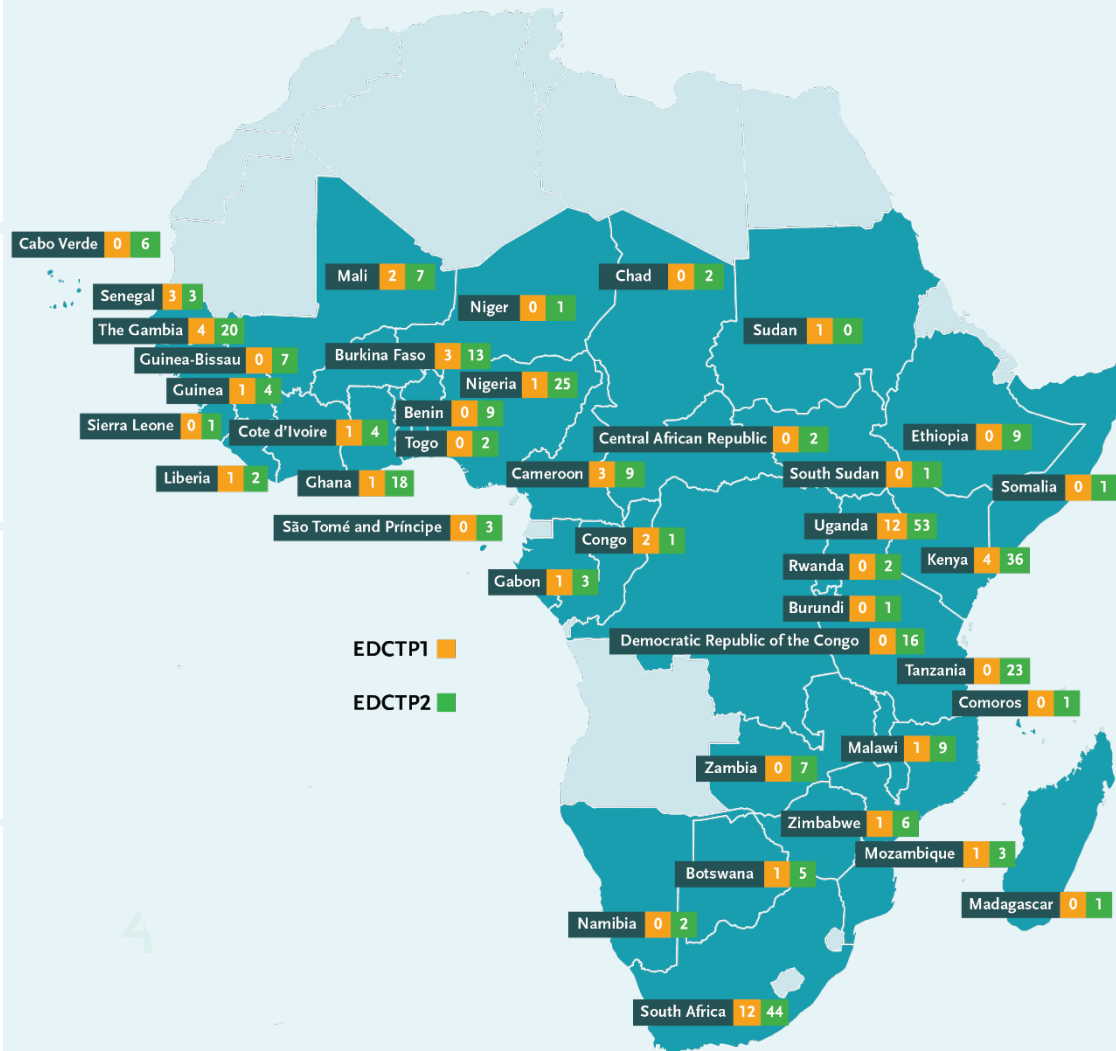 Cabo Verde 0 6
Mali 2 7
Chad 0 2
Senegal 3 3
Niger 0 1
The Gambia 4 20
Sudan 1 0
Guinea-Bissau 0 7
Burkina Faso 3 13
Guinea 1 4
Nigeria 1 25
Benin 0 9
Sierra Leone 0 1
Cote d'Ivoire 1 4
Togo 0 2
Central African Republic 0 2
Ethiopia 0 9
Liberia 1 2
Ghana 1 18
Cameroon 3 9
South Sudan 0 1
Somalia 0 1
São Tomé and Príncipe 0 3
Congo 2 1
Uganda 12 53
Kenya 4 36
Rwanda 0 2
Gabon 1 3
Burundi 0 1
EDCTP1
Democratic Republic of the Congo 0 16
Tanzania 0 23
EDCTP2
Comoros 0 1
Malawi 1 9
Zambia 0 7
Zimbabwe 1 6
Mozambique 1 3
Botswana 1 5
Madagascar 0 1
Namibia 0 2
4
South Africa 12 44